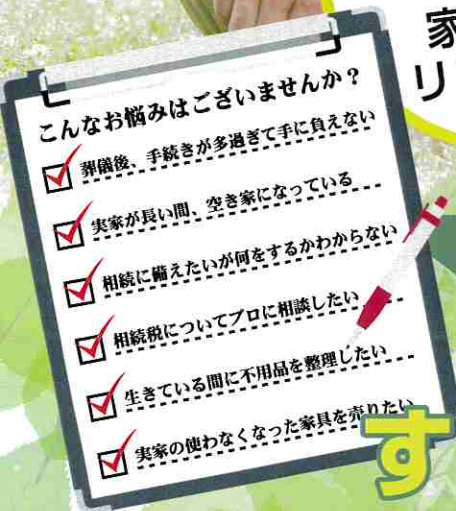 こんなお悩みはございませんか？
葬儀後、手続きが多過ぎて手に負えない
実家が長い間、空き家になっている
相続に備えたいが何をするかわからない
相続税についてプロに相談したい
生きている間に不用品を整理したい
実家の使わなくなった家具を売りたい
家
リ
す